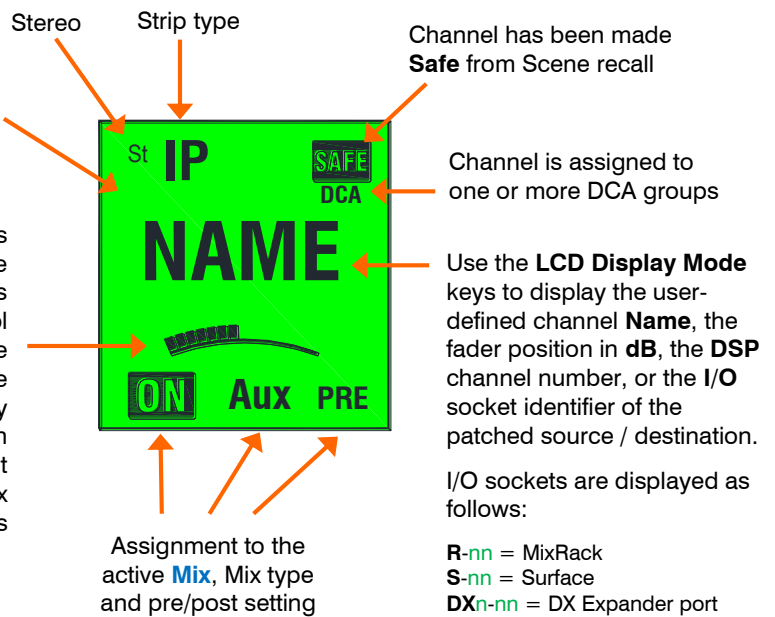 Stereo
Strip type
Channel has been made
Safe from Scene recall
St IP
SAFE
DCA
Channel is assigned to
one or more DCA groups
NAME
Use the LCD Display Mode
keys to display the user-
defined channel Name, the
fader position in dB, the DSP
channel number, or the I/O
socket identifier of the
patched source / destination.
ON Aux PRE
I/O sockets are displayed as
follows:
Assignment to the
active Mix, Mix type
and pre/post setting
R-nn = MixRack
S-nn = Surface
DXn-nn = DX Expander port